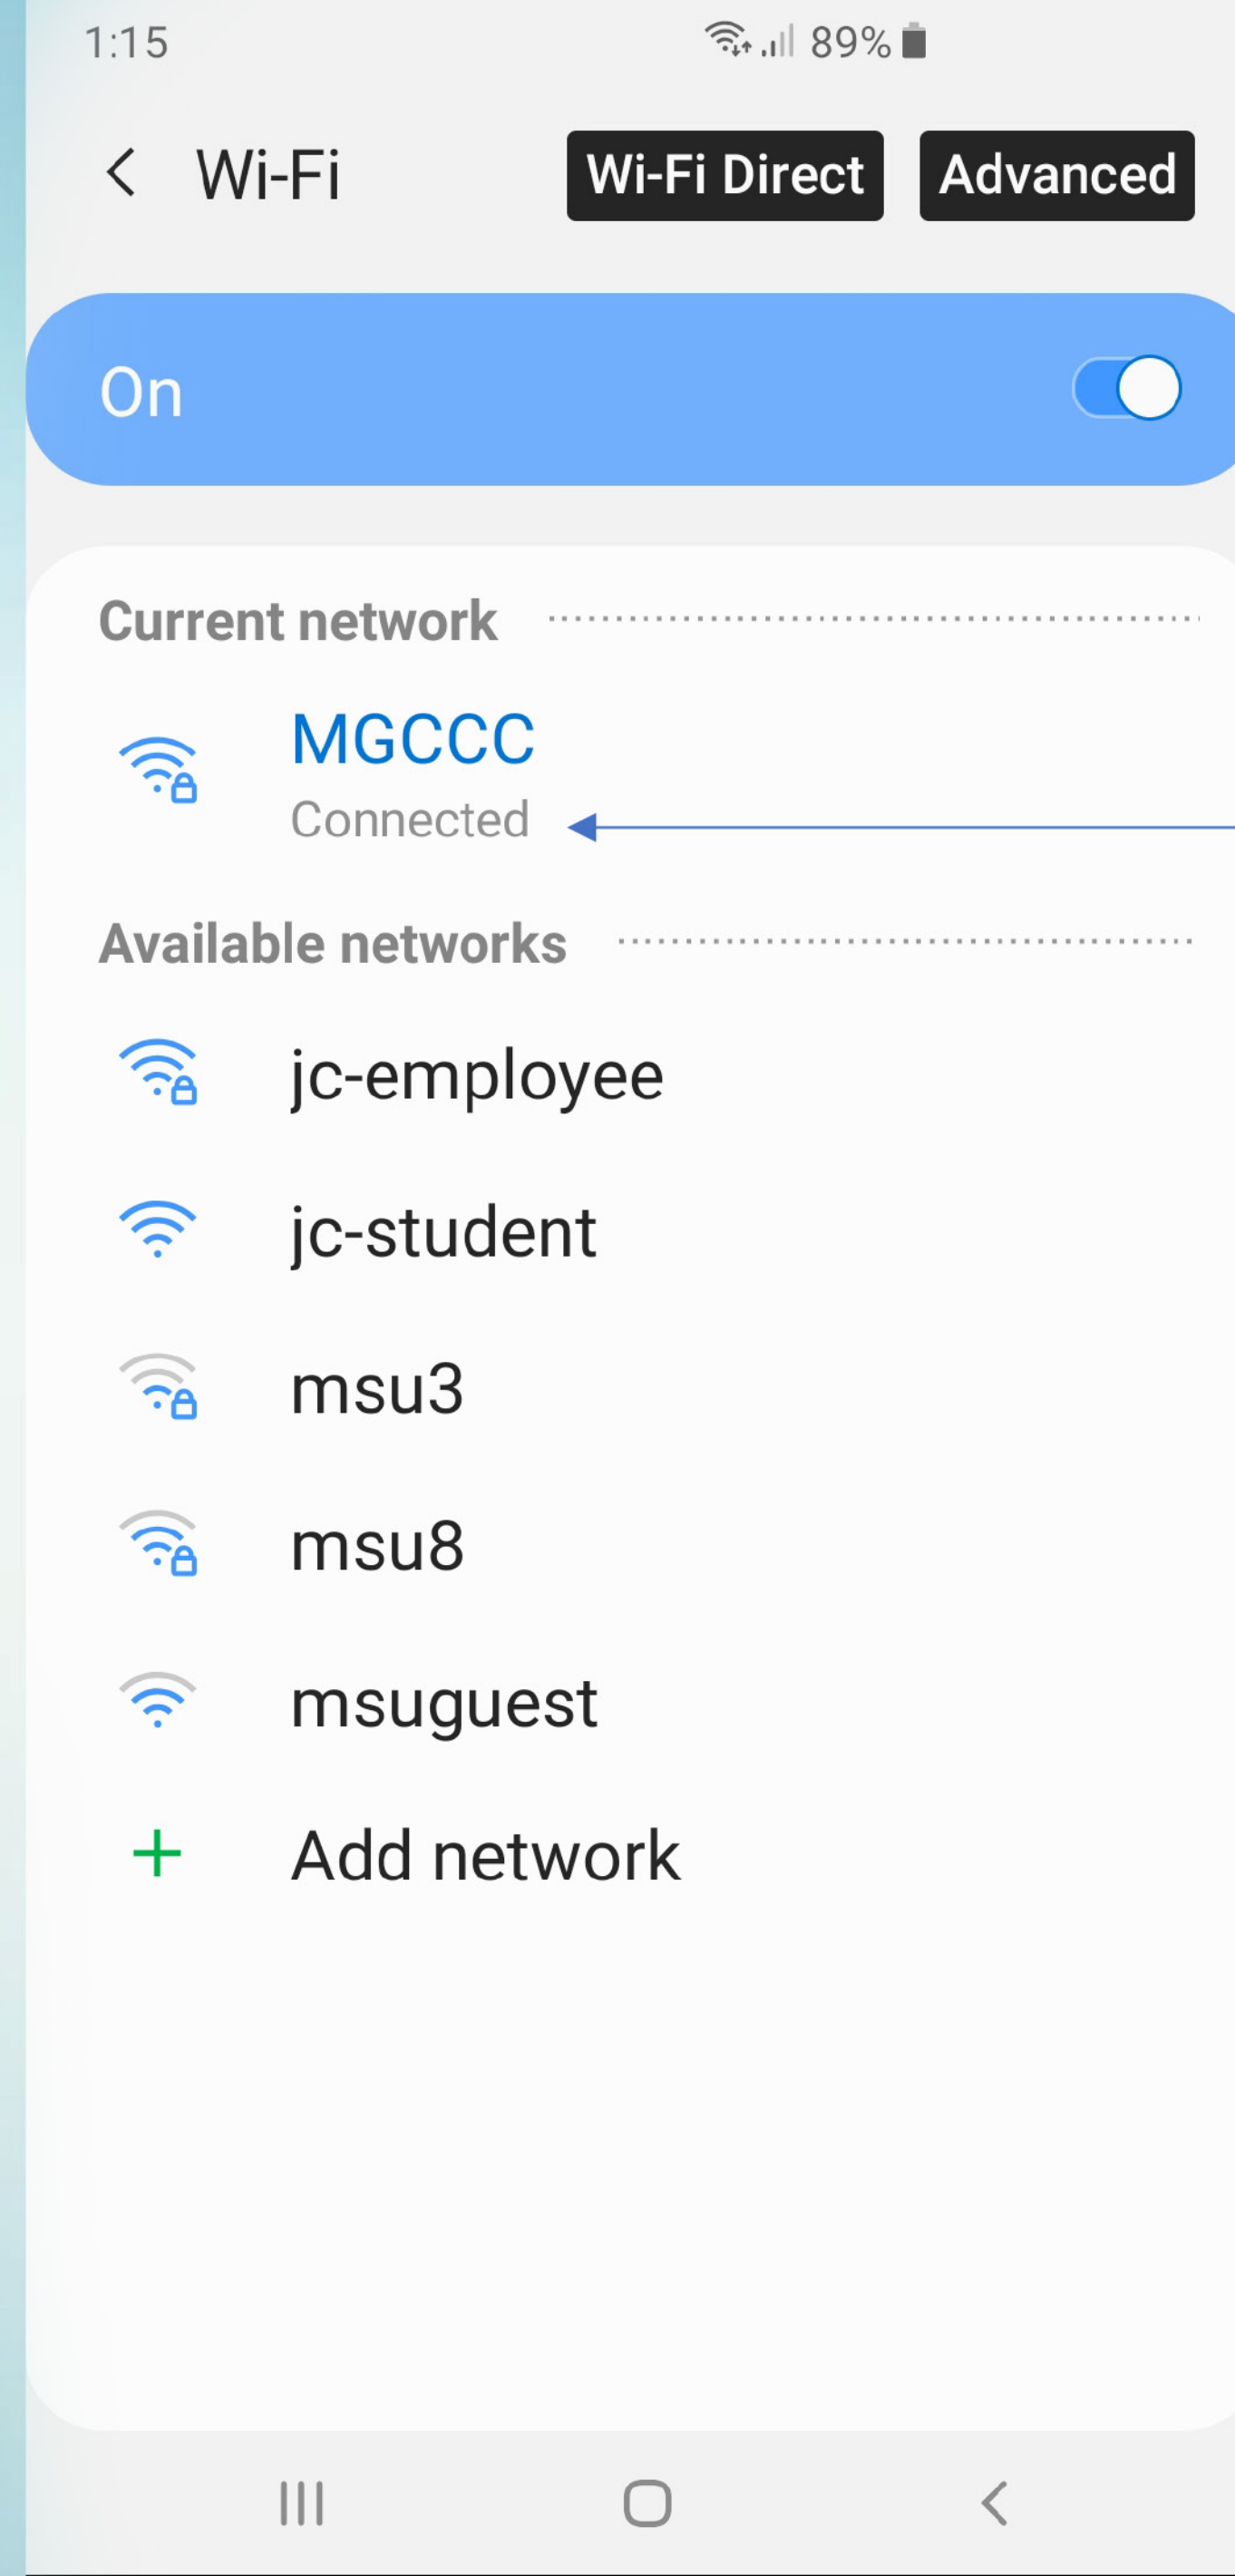 1:15 89%
Wi-Fi Wi-Fi Direct Advanced
On
Current network
MGCCC
Connected
Available networks
jc-employee
jc-student
msu3
msu8
msuguest
Add network